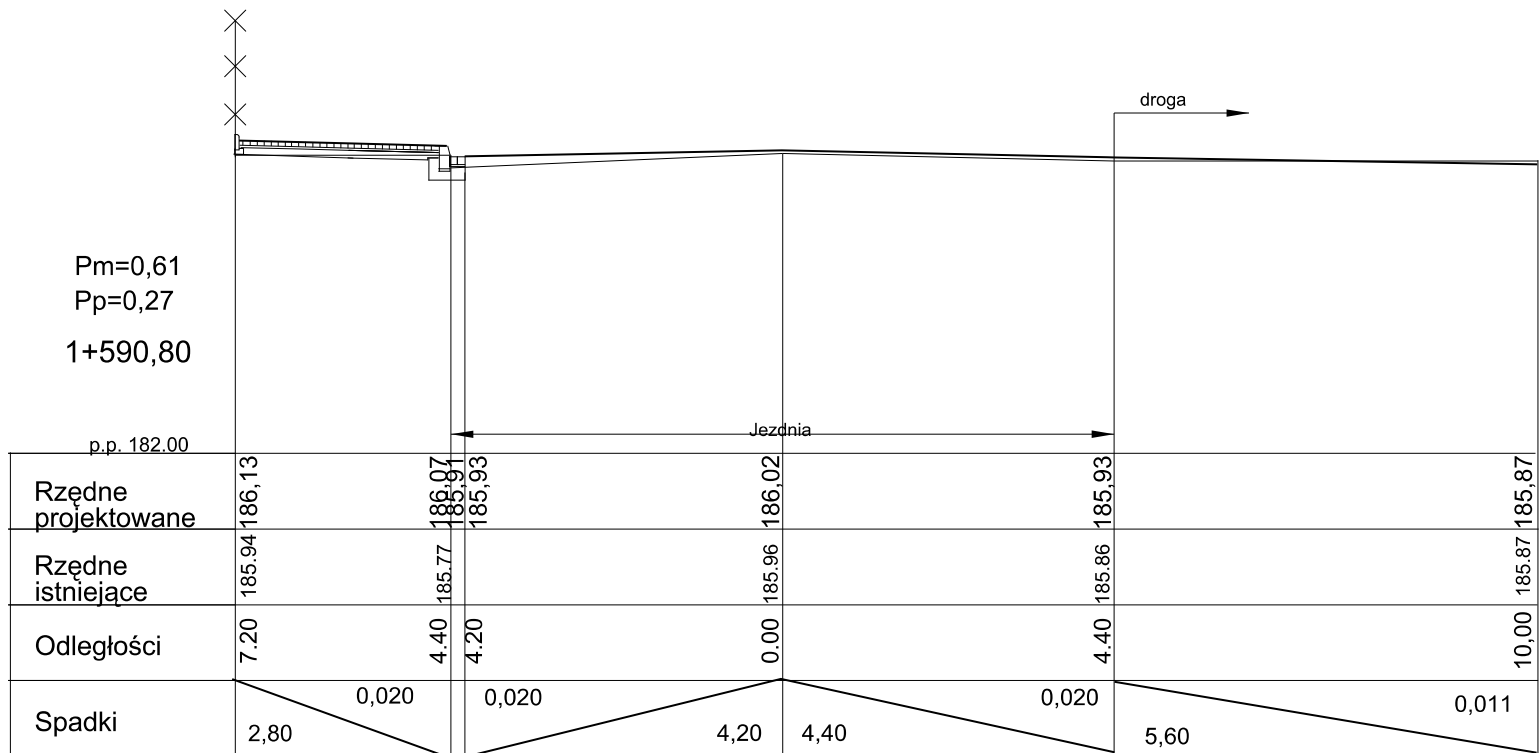 droga
Pm=0,61
Pp=0,27
1+590,80
Jezdnia
p.p. 182.00
Rzędne
projektowane
186,13
186,07
185,91
185,93
186,02
185,93
185,87
Rzędne
istniejące
185.94
185.77
185.96
185.86
185.87
Odległości
7.20
4.40
4.20
0.00
4.40
10,00
Spadki
0,020
2,80
0,020
4,20
4,40
0,020
5,60
0,011